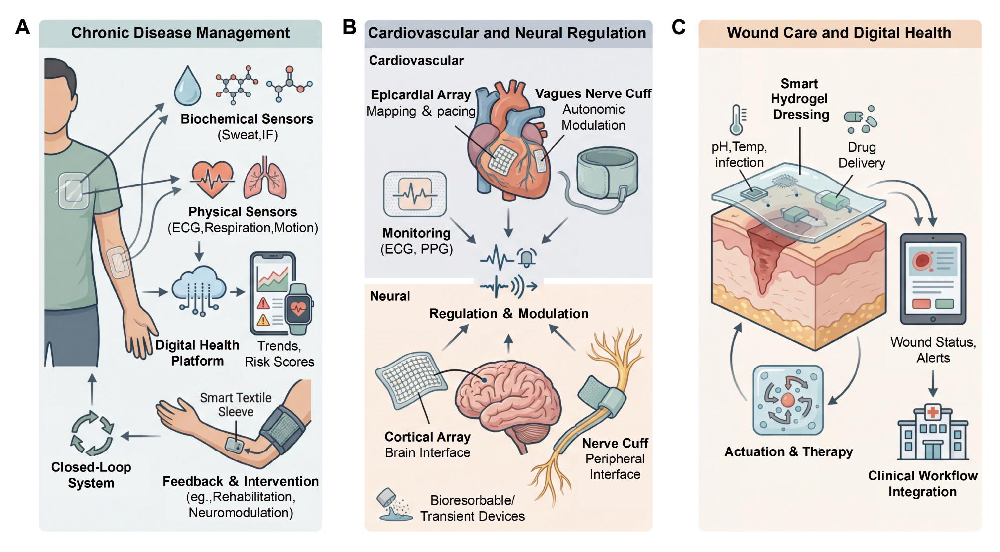 A
Chronic Disease Management
Biochemical Sensors
(Sweat,IF)
Physical Sensors
(ECG,Respiration,Motion)
Digital Health
Platform
Trends,
Risk Scores
Smart Textile
Sleeve
Closed-Loop
System
Feedback & Intervention
(eg.,Rehabilitation,
Neuromodulation)
B
Cardiovascular and Neural Regulation
Cardiovascular
Epicardial Array
Mapping & pacing
Vagues Nerve Cuff
Autonomic
Modulation
Monitoring
(ECG, PPG)
Neural
Regulation & Modulation
Cortical Array
Brain Interface
Nerve Cuff
Peripheral
Interface
Bioresorbable/
Transient Devices
C
Wound Care and Digital Health
Smart
Hydrogel
Dressing
pH,Temp,
infection
Drug
Delivery
Wound Status,
Alerts
Actuation & Therapy
Clinical Workflow
Integration